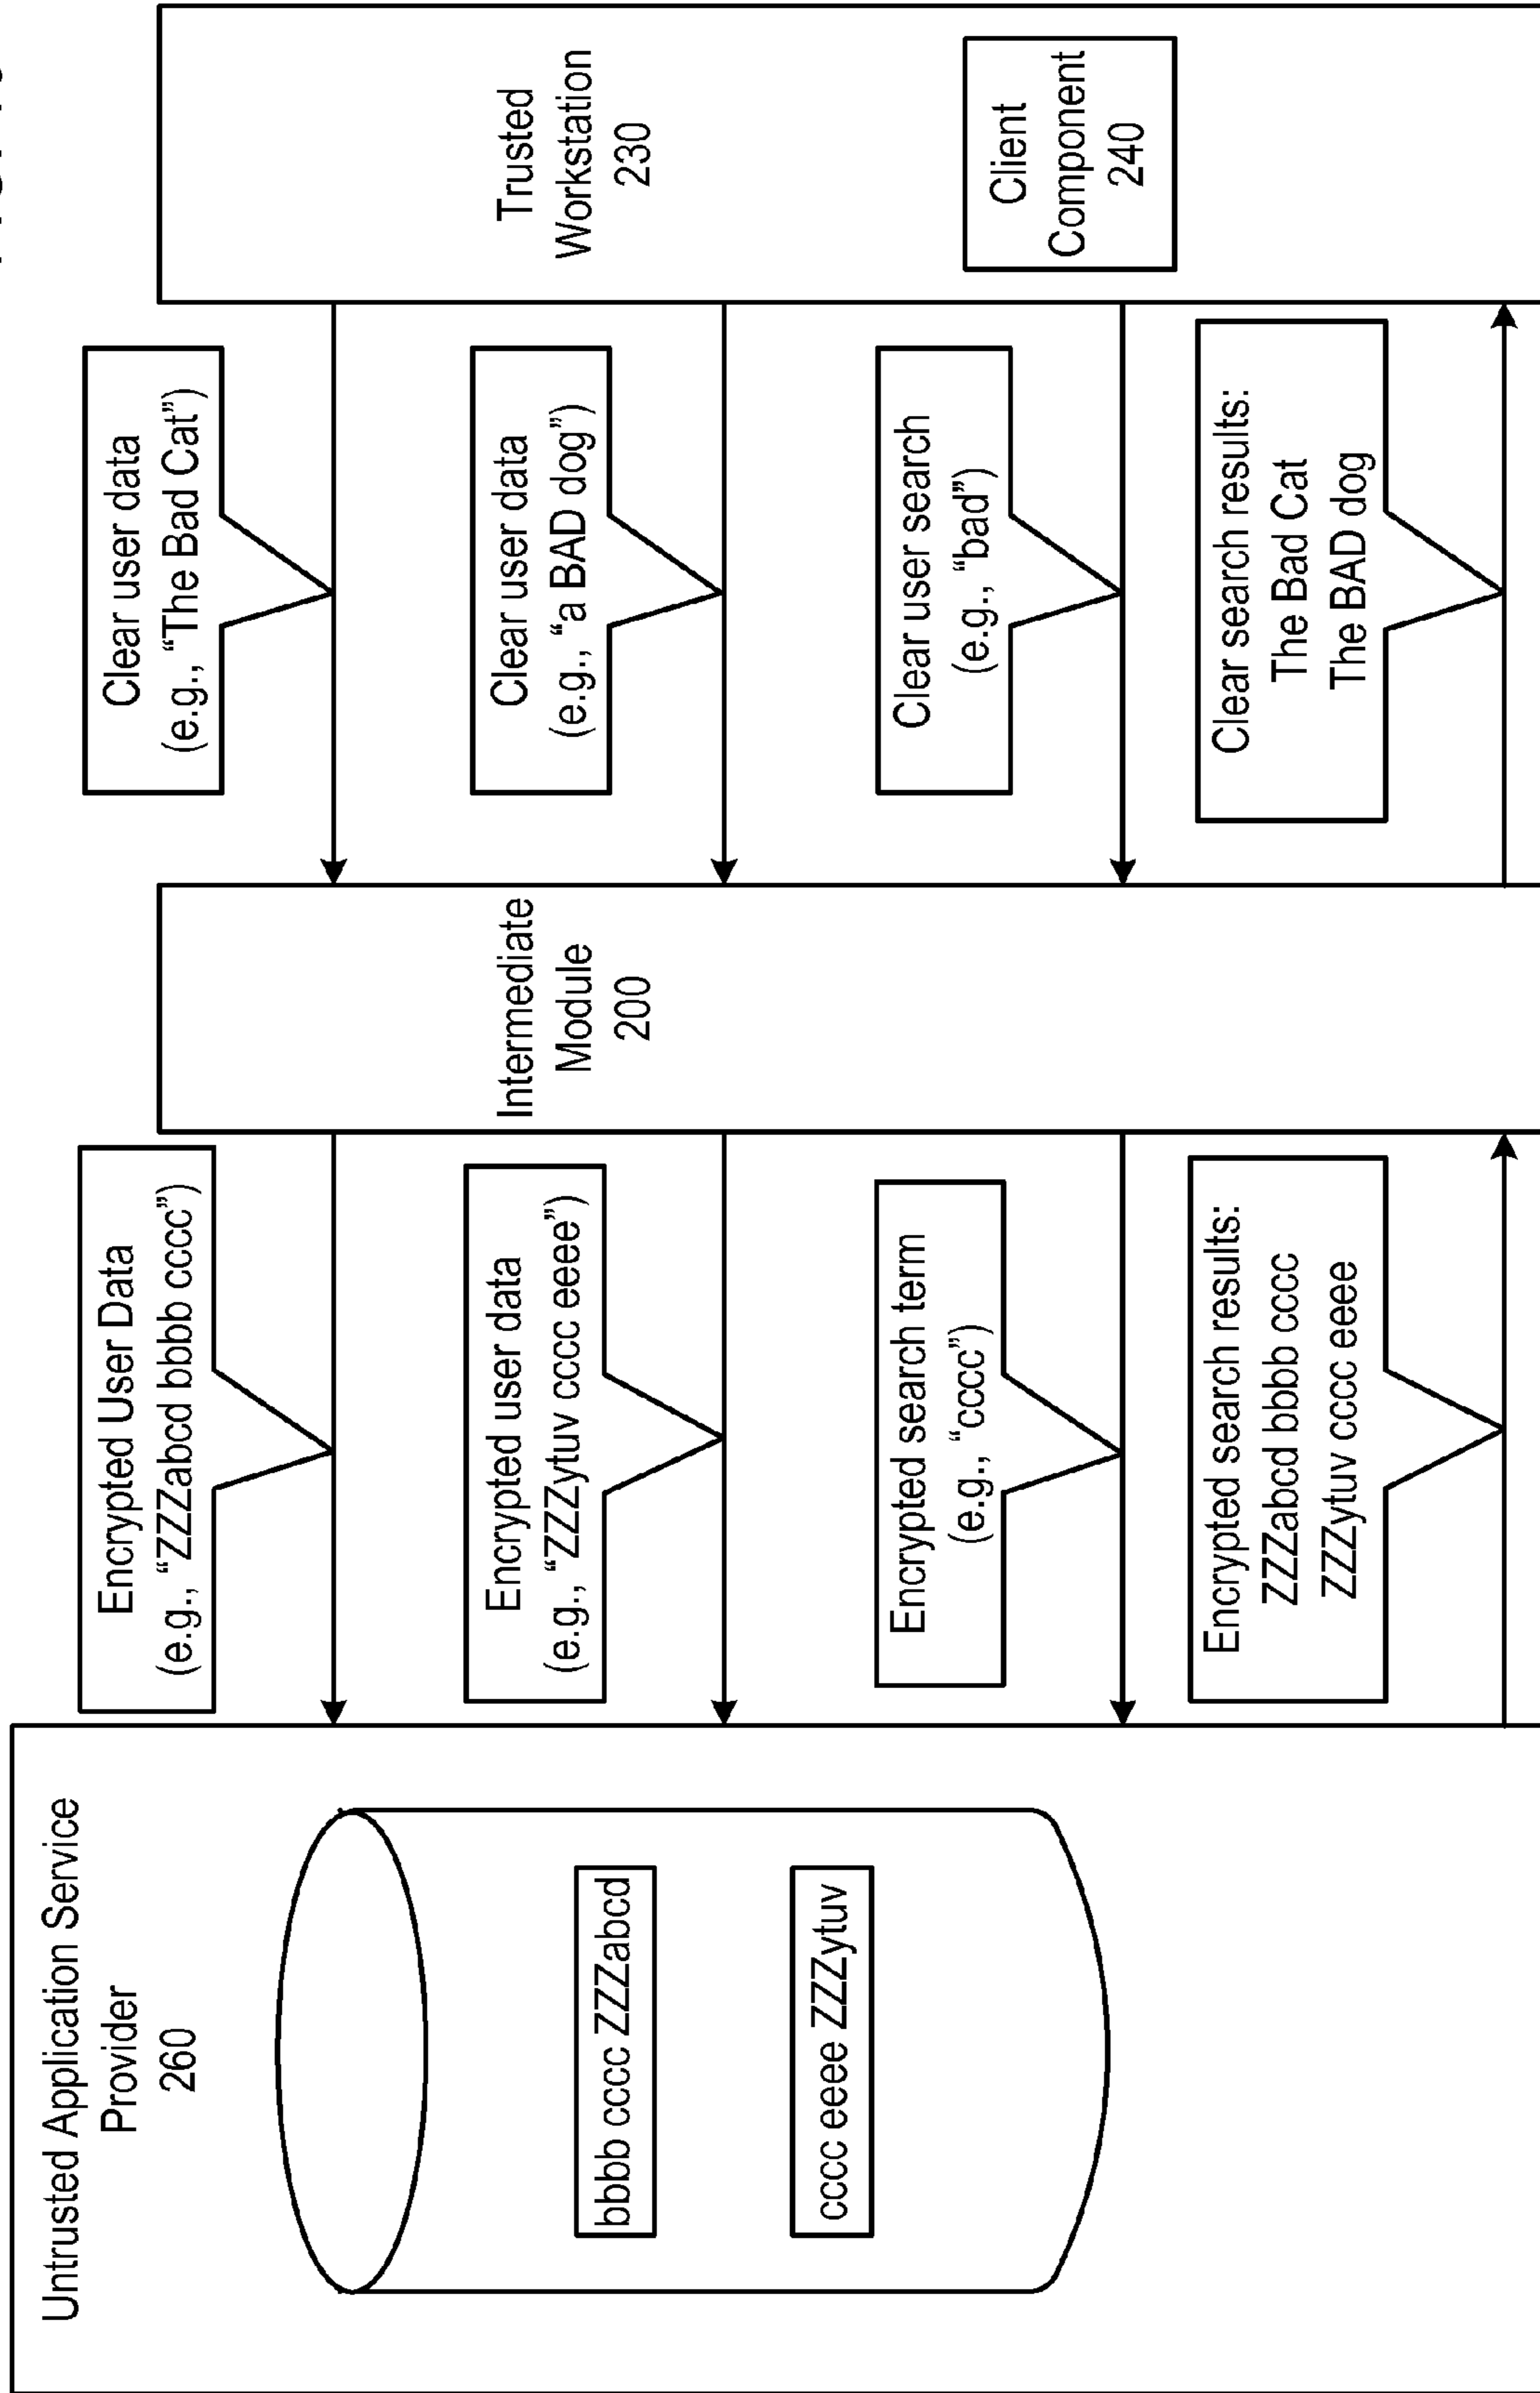 Untrusted Application Service
Provider
260
bbbb cccc ZZZabcd
cccc eeee ZZZytuv
Encrypted User Data
(e.g., “ZZZabcd bbbb cccc”)
Encrypted user data
(e.g., “ZZZytuv cccc eeee”)
Encrypted search term
(e.g., “cccc”)
Encrypted search results:
ZZZabcd bbbb cccc
ZZZytuv cccc eeee
Intermediate
Module
200
Clear user data
(e.g., “The Bad Cat”)
Clear user data
(e.g., “a BAD dog”)
Clear user search
(e.g., “bad”)
Clear search results:
The Bad Cat
The BAD dog
Trusted
Workstation
230
Client
Component
240